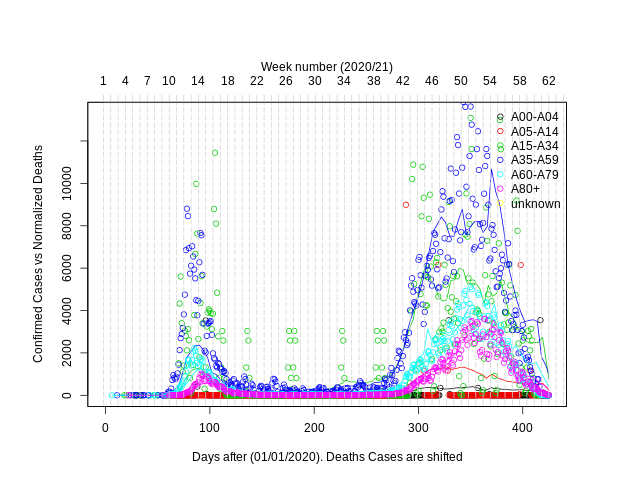 Week number (2020/21)
1 4 7 10 14 18 22 26 30 34 38 42 46 50 54 58 62
Confirmed Cases vs Normalized Deaths
10000
8000
6000
4000
2000
0
A00-A04
A05-A14
A15-A34
A35-A59
A60-A79
A80+
unknown
0 100 200 300 400
Days after (01/01/2020). Deaths Cases are shifted